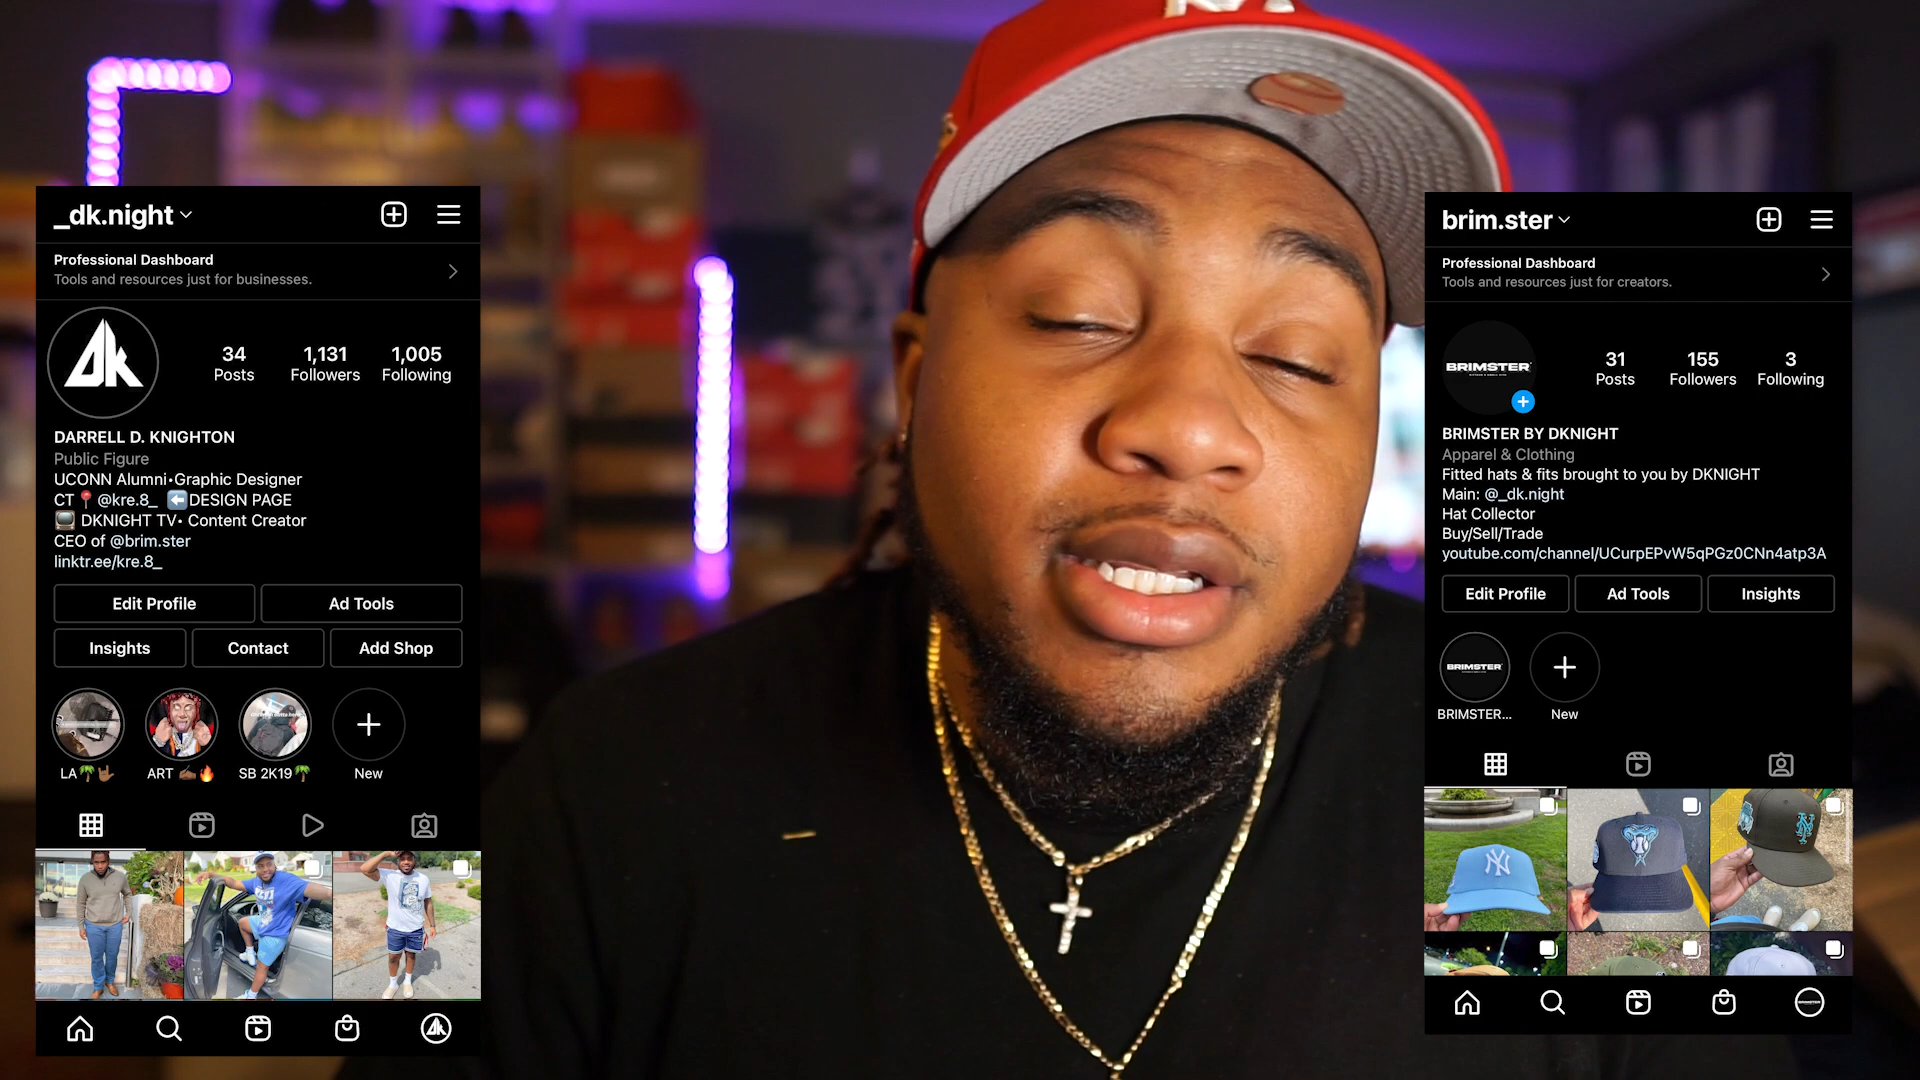 _dk.night
Professional Dashboard
Tools and resources just for businesses.
DK
34
Posts
1,131
Followers
1,005
Following
DARRELL D. KNIGHTON
Public Figure
UCONN Alumni•Graphic Designer
CT📍@kre.8_ ⬅️DESIGN PAGE
📺 DKNIGHT TV• Content Creator
CEO of @brim.ster
linktr.ee/kre.8_
Edit Profile
Ad Tools
Insights
Contact
Add Shop
LA🌴🤟🏾
ART ✍🏾🔥
SB 2K19🌴
New
brim.ster
Professional Dashboard
Tools and resources just for creators.
BRIMSTER
31
Posts
155
Followers
3
Following
BRIMSTER BY DKNIGHT
Apparel & Clothing
Fitted hats & fits brought to you by DKNIGHT
Main: @_dk.night
Hat Collector
Buy/Sell/Trade
youtube.com/channel/UCurpEPvW5qPGz0CNn4atp3A
Edit Profile
Ad Tools
Insights
BRIMSTER
BRIMSTER...
New
NY
NY